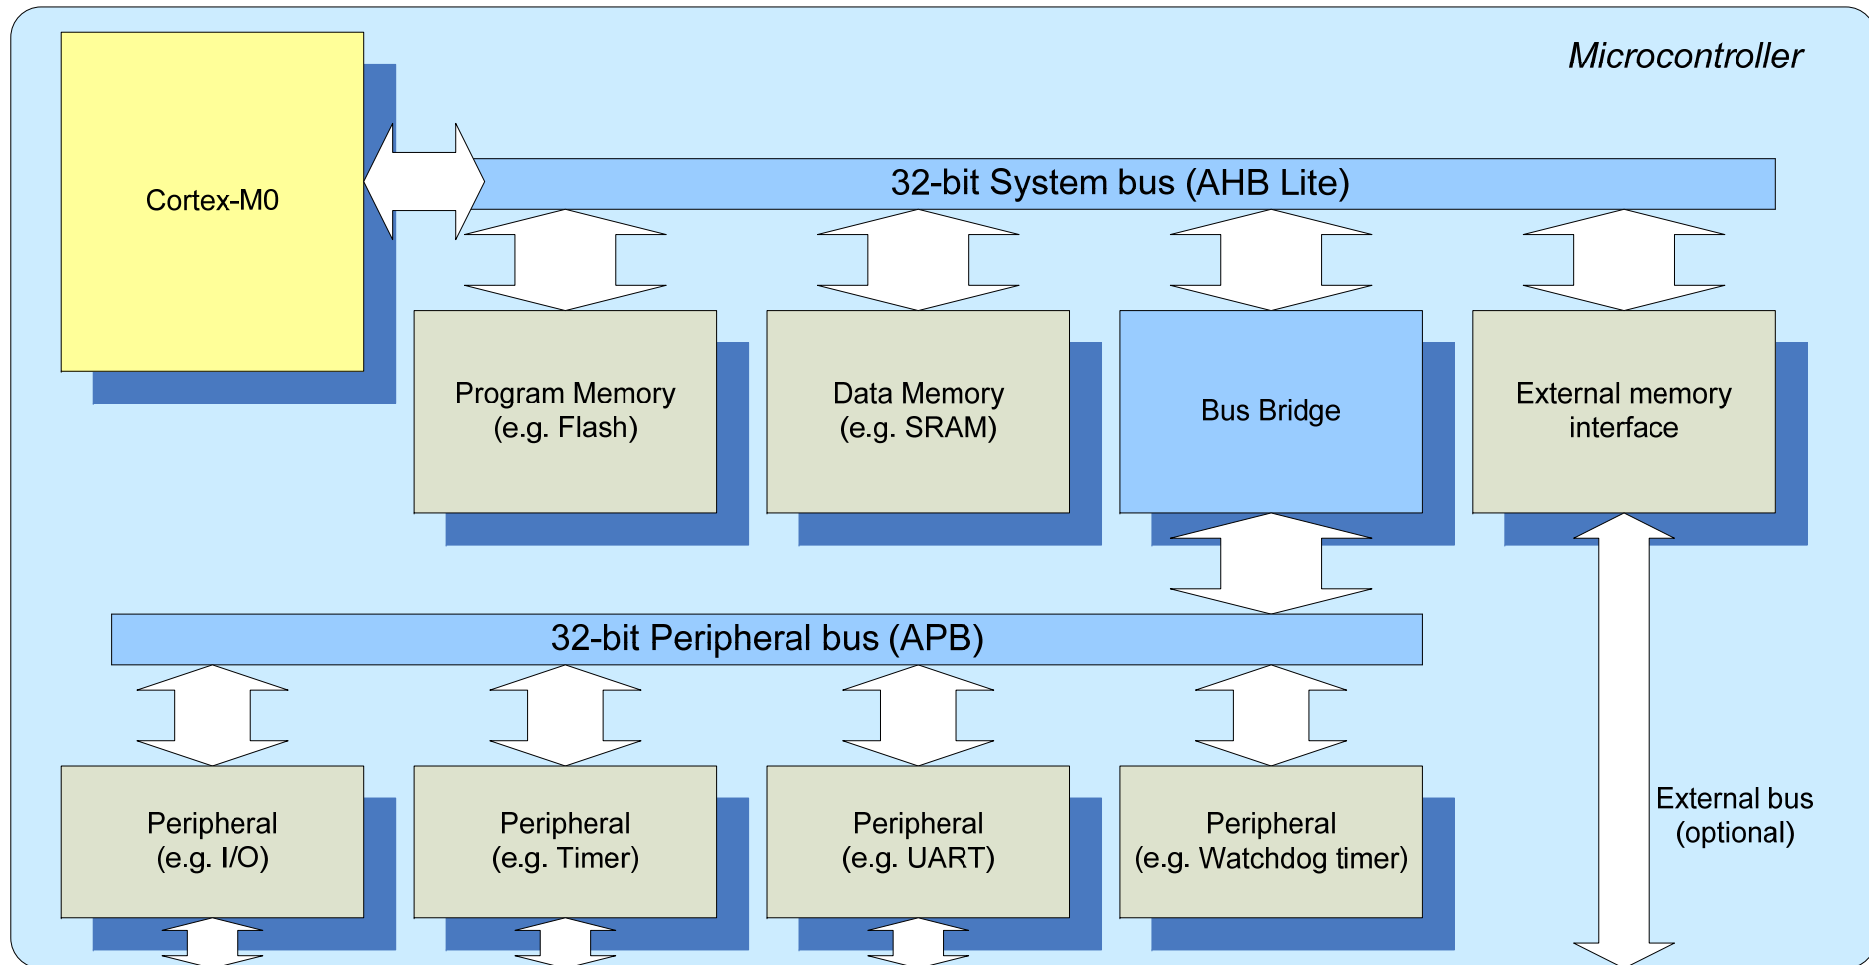 Microcontroller
Cortex-M0
32-bit System bus (AHB Lite)
Program Memory
(e.g. Flash)
Data Memory
(e.g. SRAM)
Bus Bridge
External memory
interface
32-bit Peripheral bus (APB)
Peripheral
(e.g. I/O)
Peripheral
(e.g. Timer)
Peripheral
(e.g. UART)
Peripheral
(e.g. Watchdog timer)
External bus
(optional)